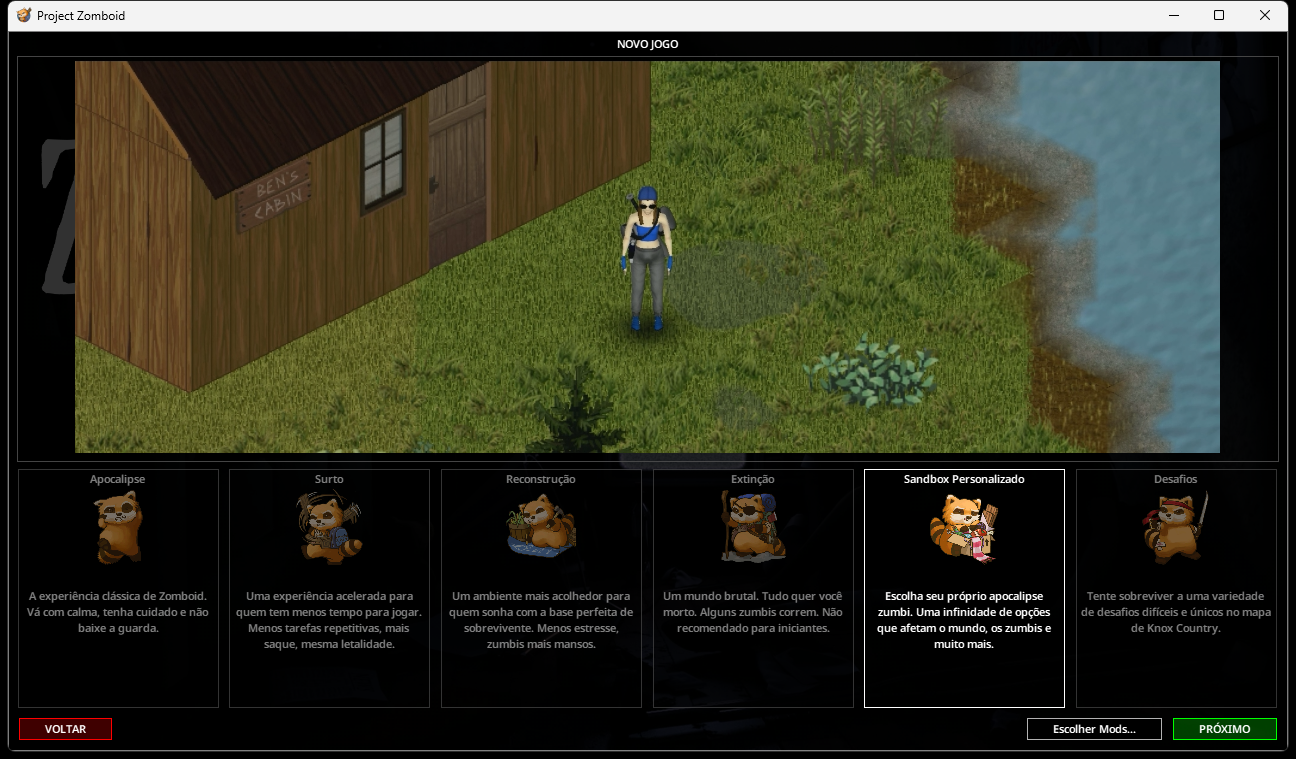 Project Zomboid
NOVO JOGO
BEN'S
CABIN
Apocalipse
A experiência clássica de Zomboid.
Vá com calma, tenha cuidado e não
baixe a guarda.
Surto
Uma experiência acelerada para
quem tem menos tempo para jogar.
Menos tarefas repetitivas, mais
saque, mesma letalidade.
Reconstrução
Um ambiente mais acolhedor para
quem sonha com a base perfeita de
sobrevivente. Menos estresse,
zumbis mais mansos.
Extinção
Um mundo brutal. Tudo quer você
morto. Alguns zumbis correm. Não
recomendado para iniciantes.
Sandbox Personalizado
Escolha seu próprio apocalipse
zumbi. Uma infinidade de opções
que afetam o mundo, os zumbis e
muito mais.
Desafios
Tente sobreviver a uma variedade
de desafios difíceis e únicos no mapa
de Knox Country.
VOLTAR
Escolher Mods...
PRÓXIMO